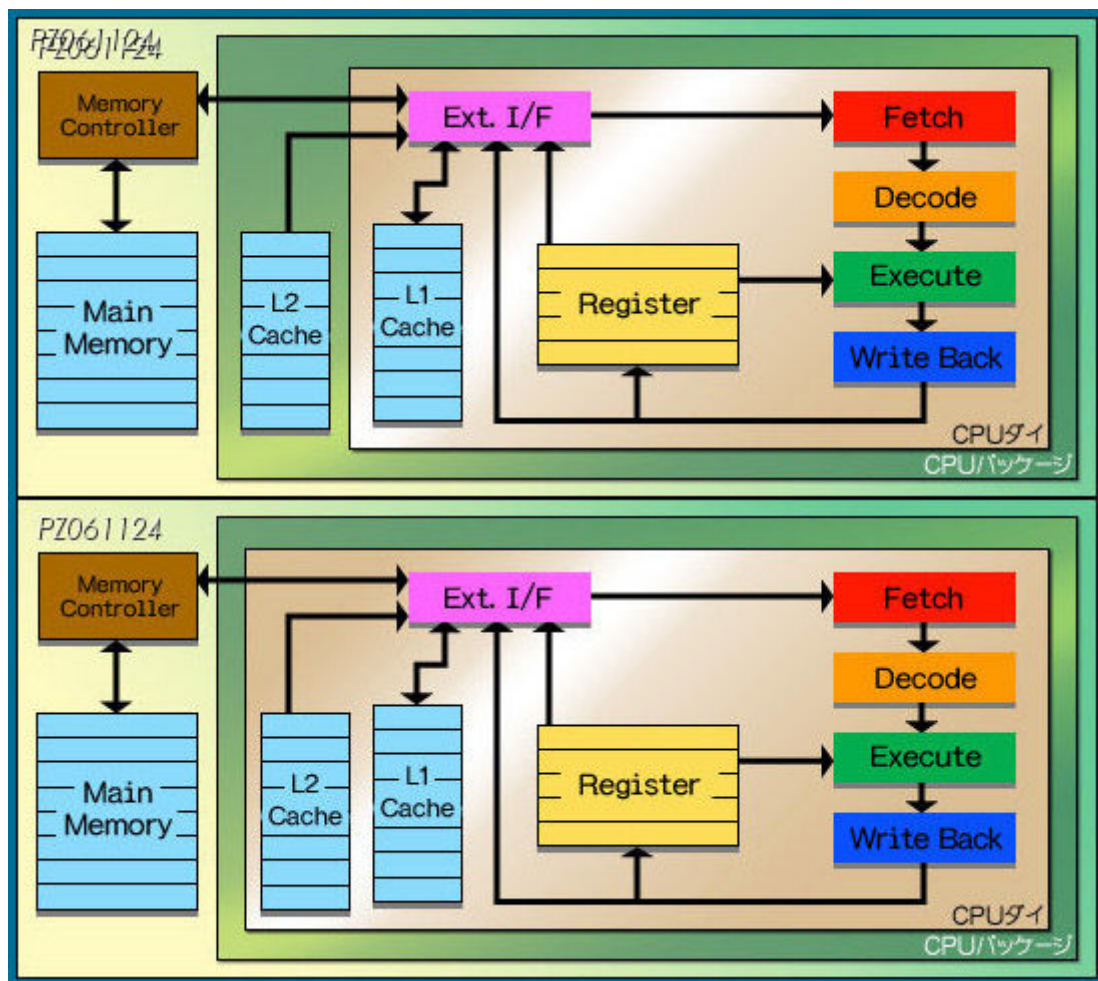 PZ061124
PZ061124
Memory
Controller
Ext. I/F
Fetch
Decode
Execute
Write Back
Main
Memory
L2
Cache
L1
Cache
Register
CPUダイ
CPUパッケージ
PZ061124
Memory
Controller
Ext. I/F
Fetch
Decode
Execute
Write Back
Main
Memory
L2
Cache
L1
Cache
Register
CPUダイ
CPUパッケージ